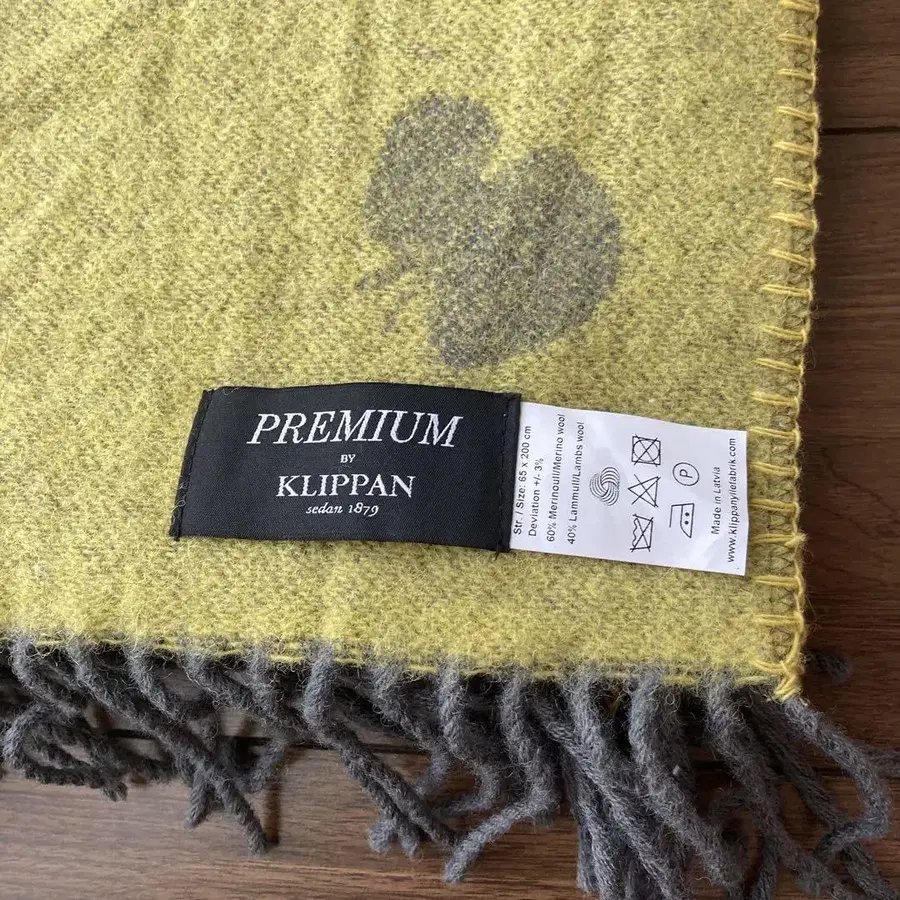 PREMIUM
BY
KLIPPAN
sedan 1879
Str. / Size: 65 x 200 cm
Deviation +/- 3%
60% Merinoull/Merino wool
40% Lammull/Lambs wool
P
Made in Latvia
www.klippanyllefabrik.com